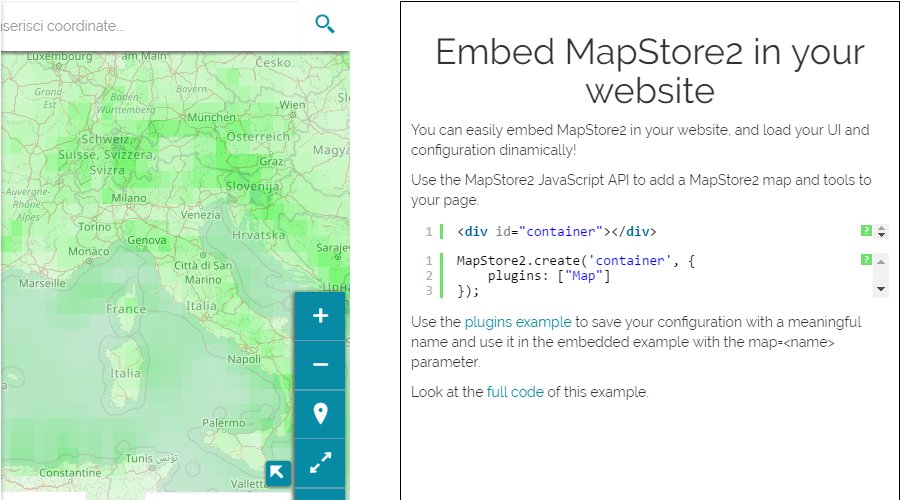 nserisci coordinate...
Luxembourg
am Main
Česko
Grand-
Est
Baden-
Württemberg
Bayern
Wien
München
Österreich
Schweiz,
Suisse, Svizzera,
Svizra
Magya
Graz
Slovenija
Auvergne-
Rhône-
Alpes
Milano
Venezia
Torino
Hrvatska
Genova
Monaco
Sarajev
Città di San
Marino
Marseille
Italia
France
Napoli
Italia
Palermo
Tunis تونس
Constantine
Embed MapStore2 in your
website
You can easily embed MapStore2 in your website, and load your UI and
configuration dinamically!
Use the MapStore2 JavaScript API to add a MapStore2 map and tools to
your page.
1 <div id="container"></div> ?
1 MapStore2.create('container', { ?
2 plugins: ["Map"]
3 });
Use the plugins example to save your configuration with a meaningful
name and use it in the embedded example with the map=<name>
parameter.
Look at the full code of this example.